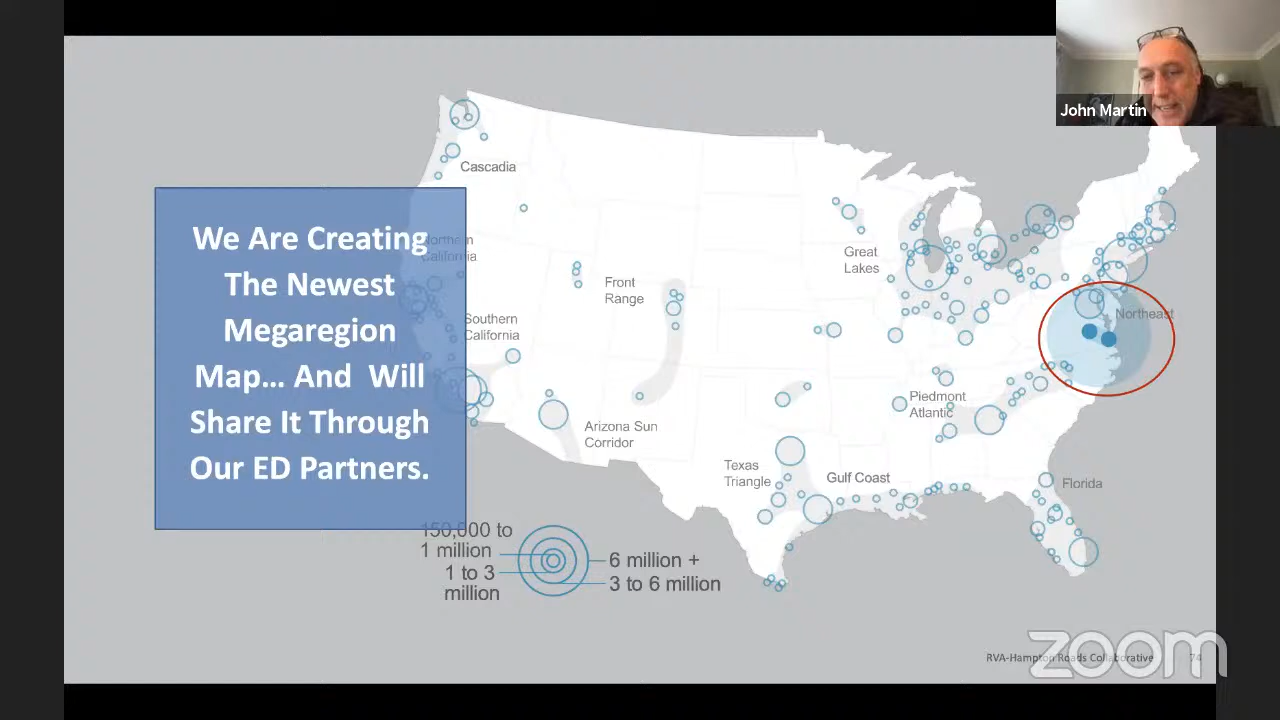 John Martin
We Are Creating
The Newest
Megaregion
Map... And Will
Share It Through
Our ED Partners.
Cascadia
Northern
California
Southern
California
Front
Range
Great
Lakes
Northeast
Arizona Sun
Corridor
Piedmont
Atlantic
Texas
Triangle
Gulf Coast
Florida
150,000 to
1 million
1 to 3
million
6 million +
3 to 6 million
RVA-Hampton Roads Collaborative
74
zoom